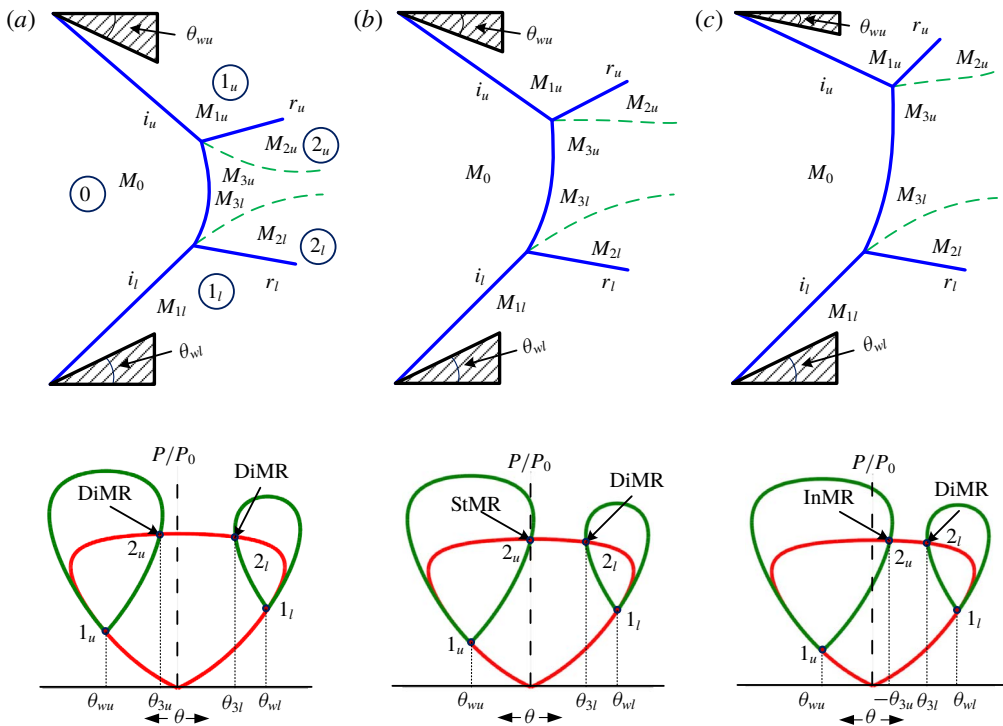 (a)
θwu
1u
M1u
ru
iu
M2u
2u
M0
0
M3u
M3l
M2l
2l
il
1l
rl
M1l
θwl
(b)
θwu
M1u
ru
iu
M2u
M3u
M0
M3l
M2l
il
rl
M1l
θwl
(c)
θwu
ru
M1u
M2u
iu
M3u
M0
M3l
M2l
il
rl
M1l
θwl
P/P0
DiMR
DiMR
2u
2l
1u
1l
θwu
θ3u
θ3l
θwl
θ
P/P0
StMR
DiMR
2u
2l
1u
1l
θwu
θ3l
θwl
θ
P/P0
InMR
DiMR
2u
2l
1u
1l
θwu
−θ3u
θ3l
θwl
θ